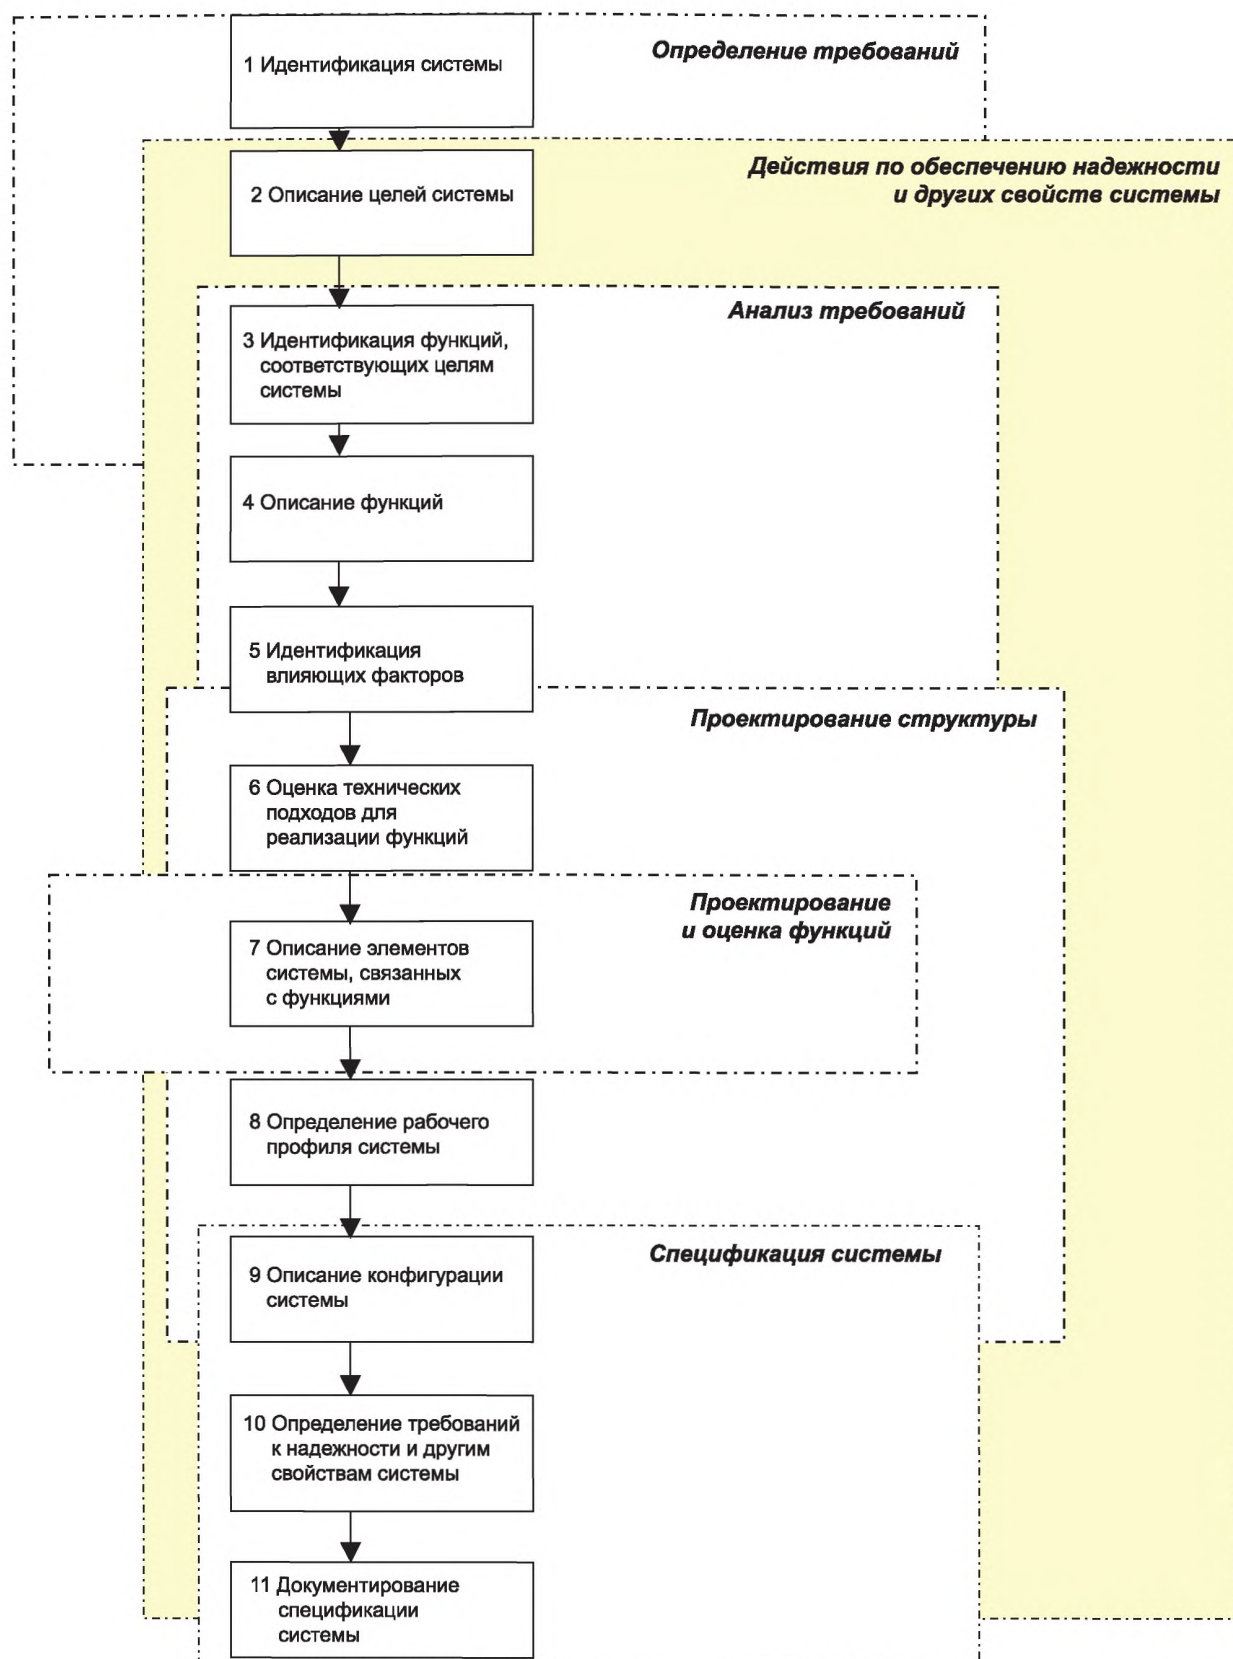 Определение требований
1 Идентификация системы
Действия по обеспечению надежности
и других свойств системы
2 Описание целей системы
Анализ требований
3 Идентификация функций,
соответствующих целям
системы
4 Описание функций
5 Идентификация
влияющих факторов
Проектирование структуры
6 Оценка технических
подходов для
реализации функций
Проектирование
и оценка функций
7 Описание элементов
системы, связанных
с функциями
8 Определение рабочего
профиля системы
Спецификация системы
9 Описание конфигурации
системы
10 Определение требований
к надежности и другим
свойствам системы
11 Документирование
спецификации
системы